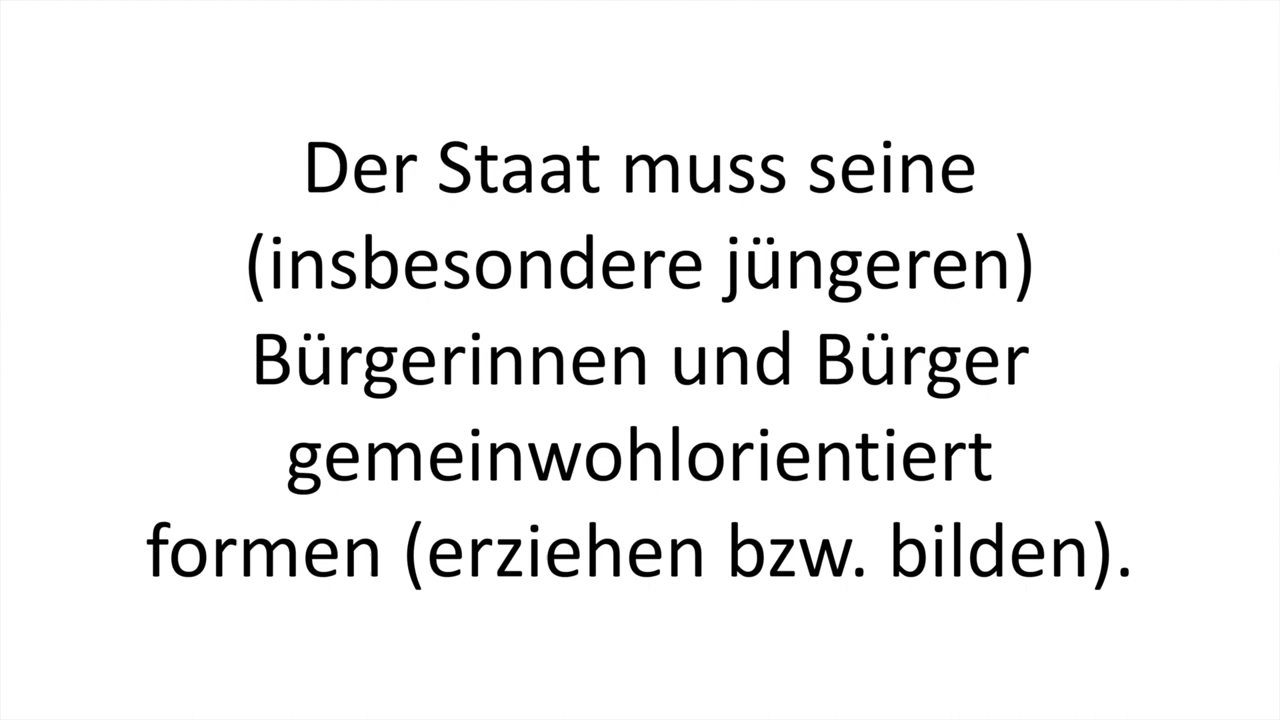 Der Staat muss seine
(insbesondere jüngeren)
Bürgerinnen und Bürger
gemeinwohlorientiert
formen (erziehen bzw. bilden).